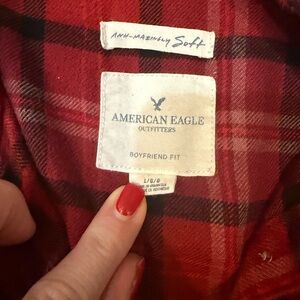 AHH-MAZINGLY Soft
AMERICAN EAGLE
OUTFITTERS
BOYFRIEND FIT
L/G/G